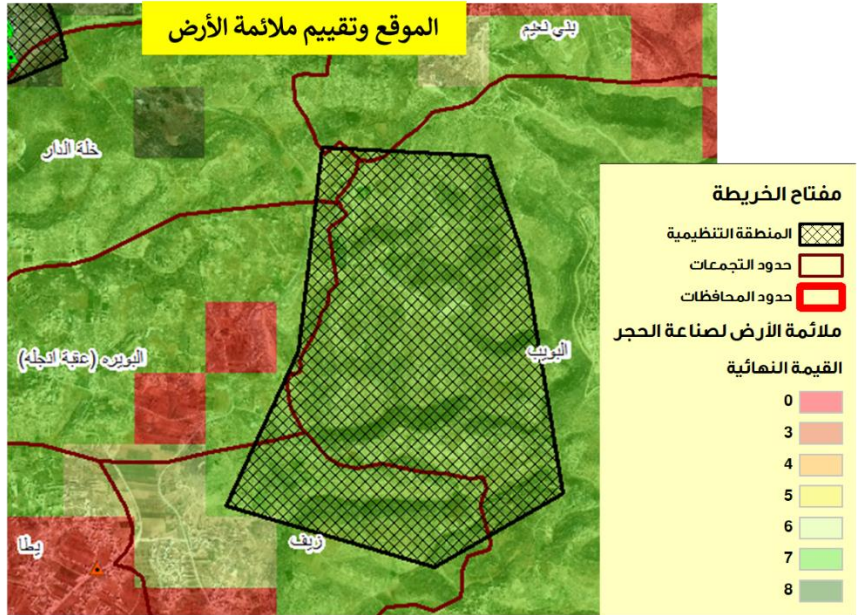 الموقع وتقييم ملائمة الأرض
بني نعيم
خلة الدار
البويب
البويره (عقبة انجله)
زيف
يطا
مفتاح الخريطة
المنطقة التنظيمية
حدود التجمعات
حدود المحافظات
ملائمة الأرض لصناعة الحجر
القيمة النهائية
0
3
4
5
6
7
8